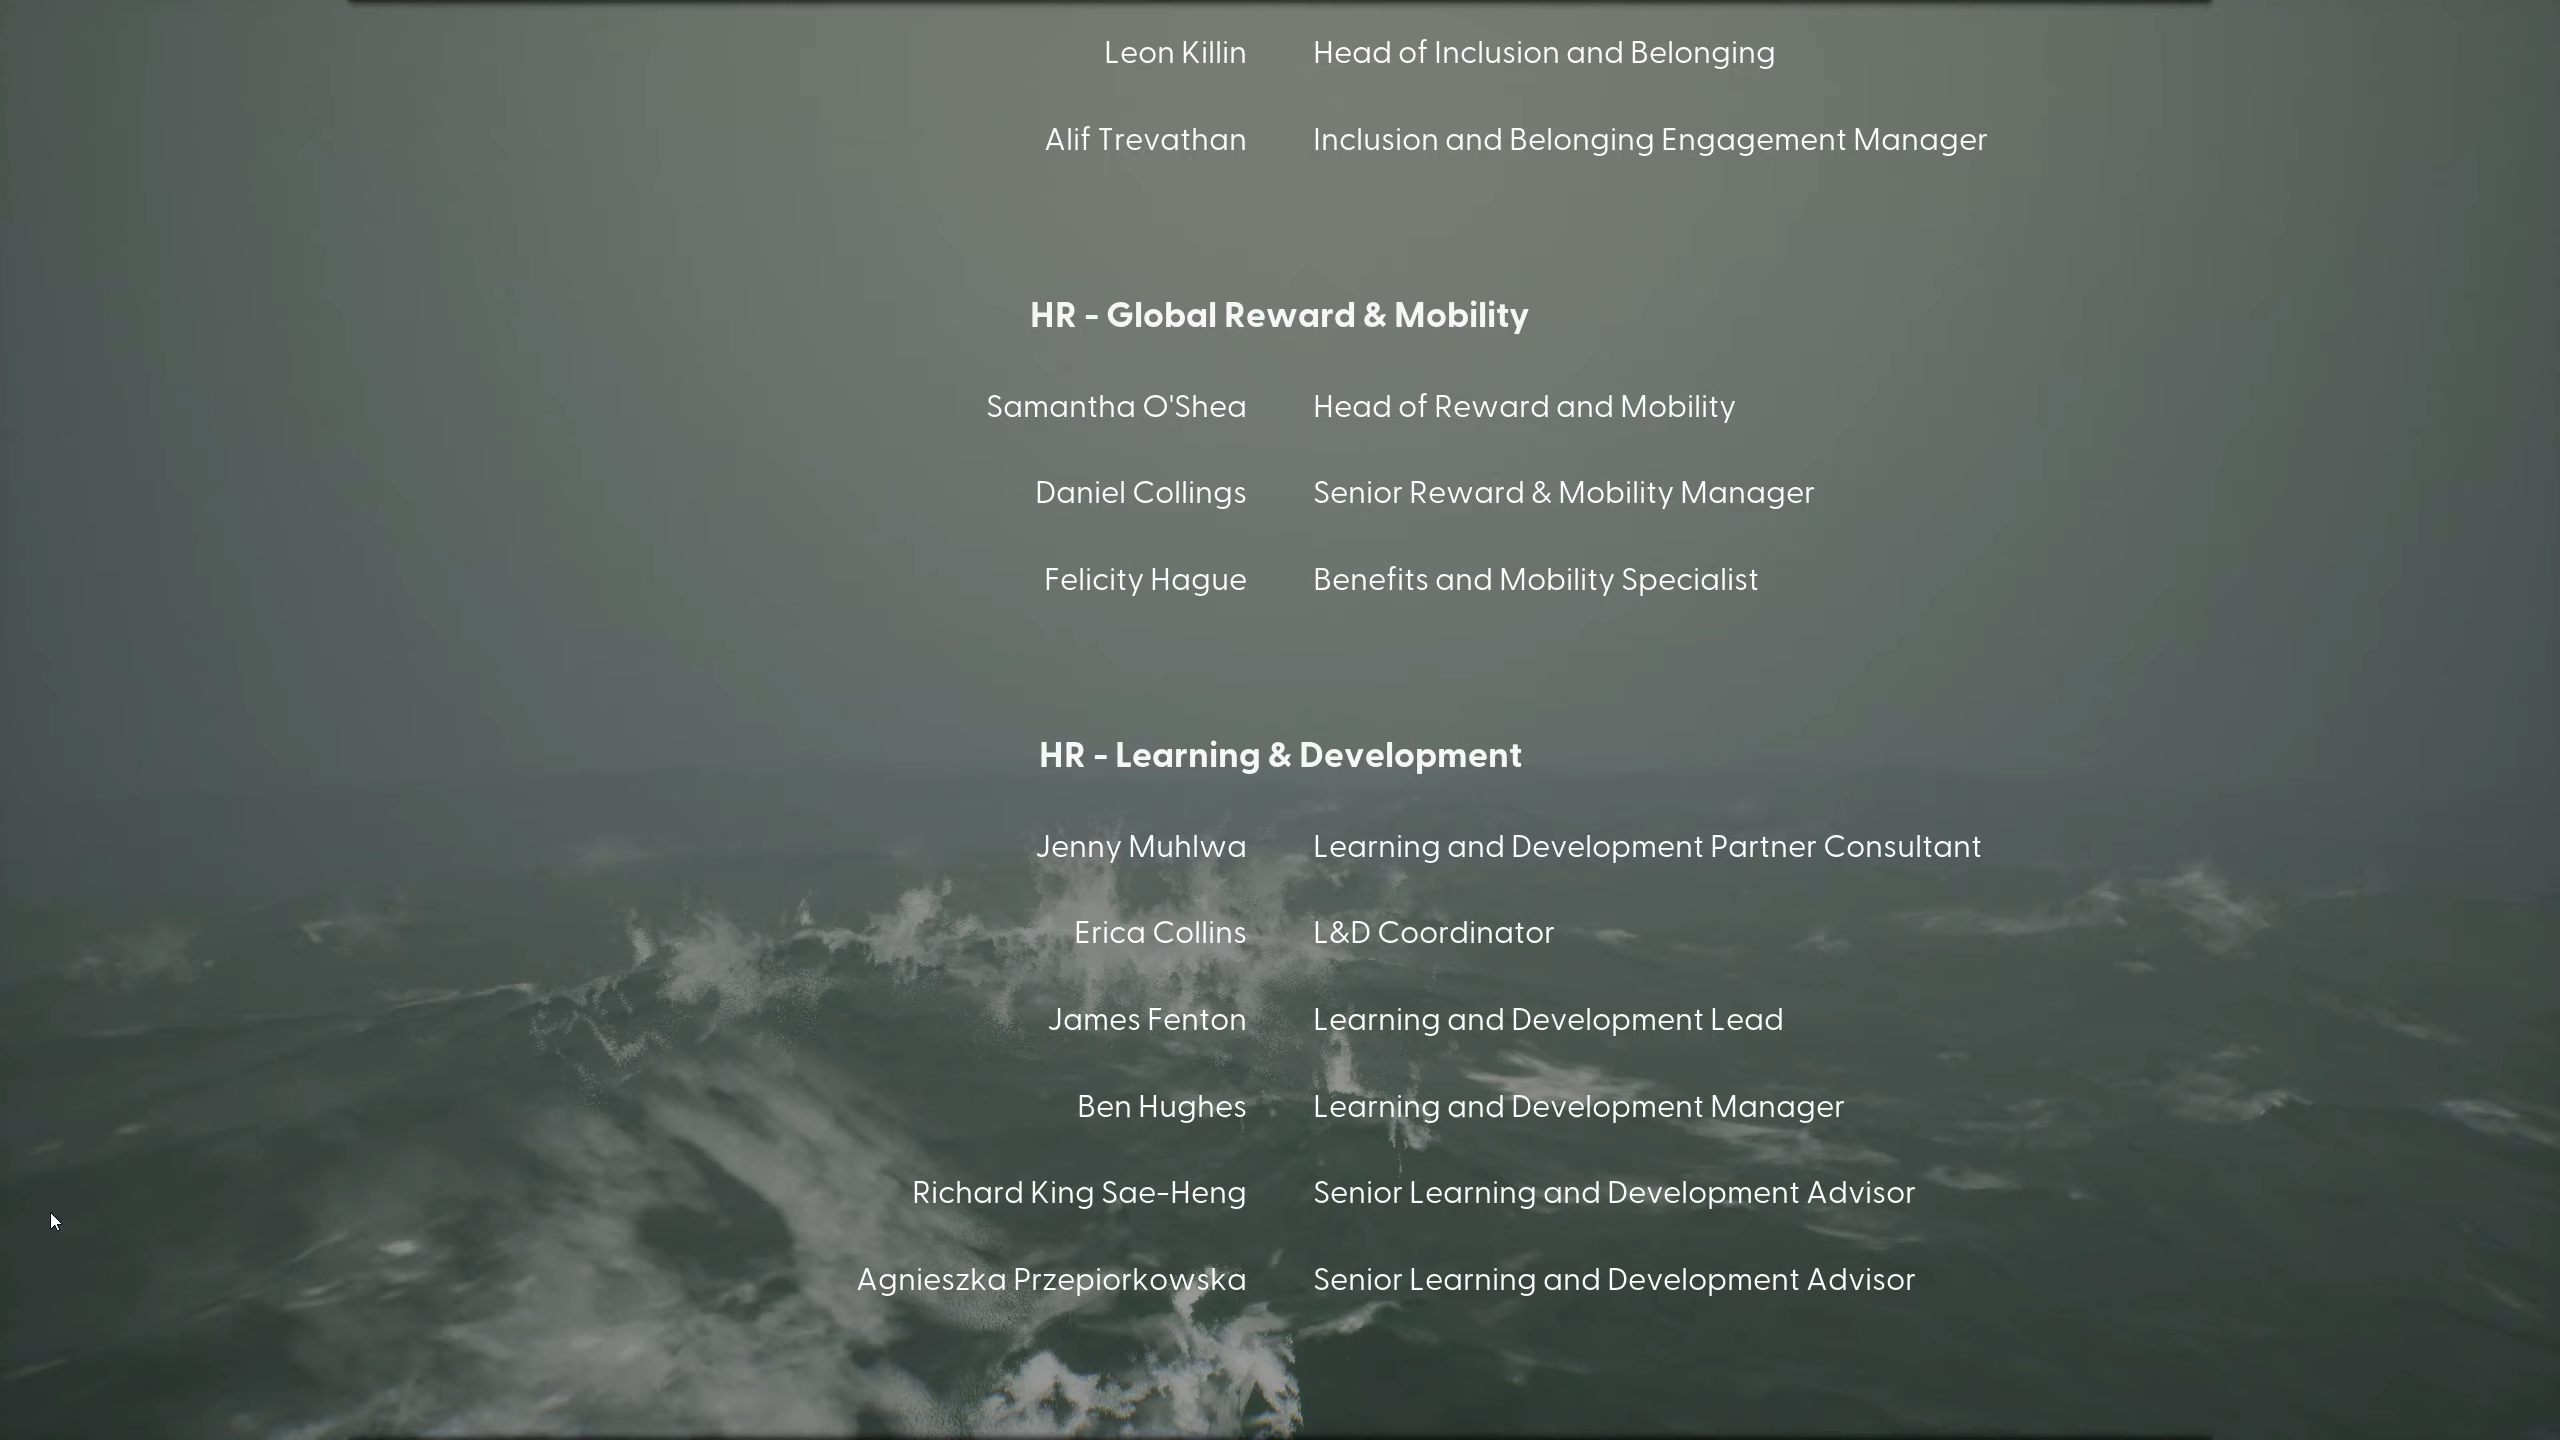 Leon Killin Head of Inclusion and Belonging
Alif Trevathan Inclusion and Belonging Engagement Manager
HR - Global Reward & Mobility
Samantha O'Shea Head of Reward and Mobility
Daniel Collings Senior Reward & Mobility Manager
Felicity Hague Benefits and Mobility Specialist
HR - Learning & Development
Jenny Muhlwa Learning and Development Partner Consultant
Erica Collins L&D Coordinator
James Fenton Learning and Development Lead
Ben Hughes Learning and Development Manager
Richard King Sae-Heng Senior Learning and Development Advisor
Agnieszka Przepiorkowska Senior Learning and Development Advisor